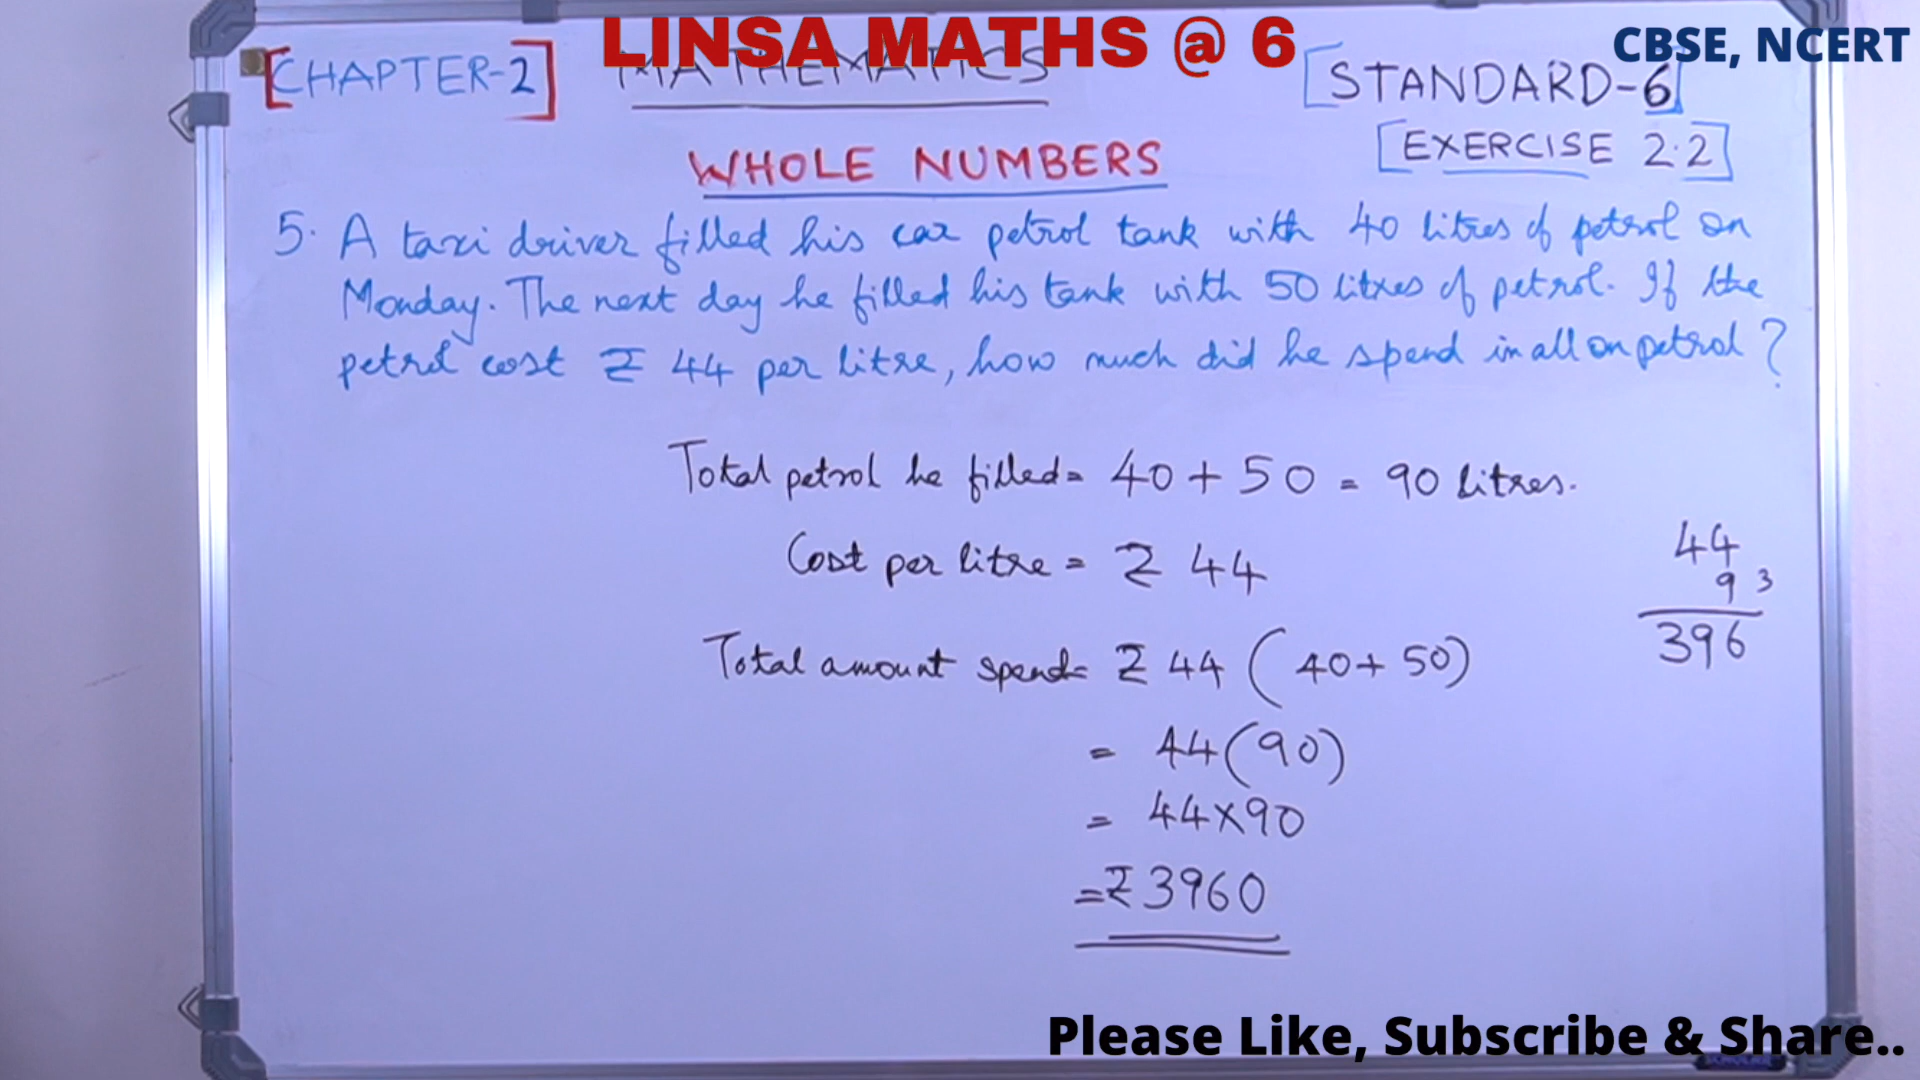 LINSA MATHS @ 6
CBSE, NCERT
[CHAPTER-2] MATHEMATICS [STANDARD-6]
[EXERCISE 2.2]
WHOLE NUMBERS
5. A taxi driver filled his car petrol tank with 40 litres of petrol on
Monday. The next day he filled his tank with 50 litres of petrol. If the
petrol cost ₹ 44 per litre, how much did he spend in all on petrol?
Total petrol he filled = 40 + 50 = 90 litres.
Cost per litre = ₹ 44
Total amount spend = ₹ 44 (40+50)
= 44(90)
= 44×90
=₹3960
44
9 3
396
Please Like, Subscribe & Share..